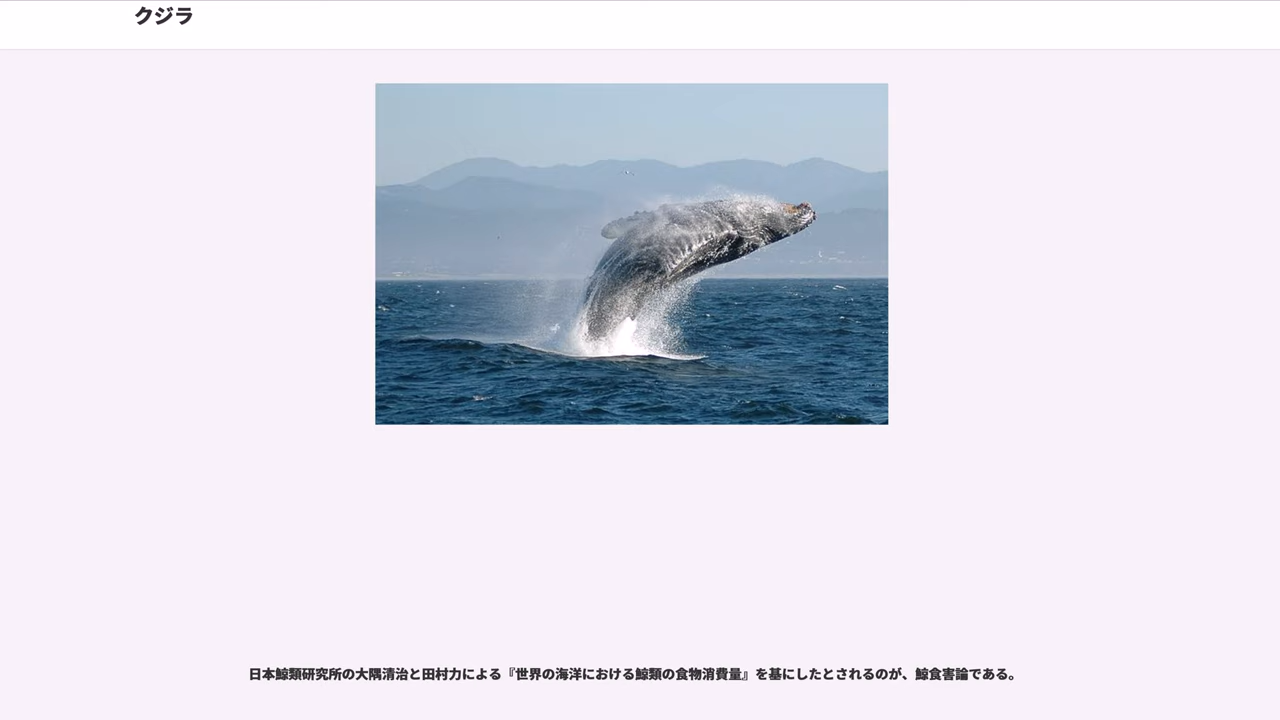 クジラ
日本鯨類研究所の大隅清治と田村力による『世界の海洋における鯨類の食物消費量』を基にしたとされるのが、鯨食害論である。